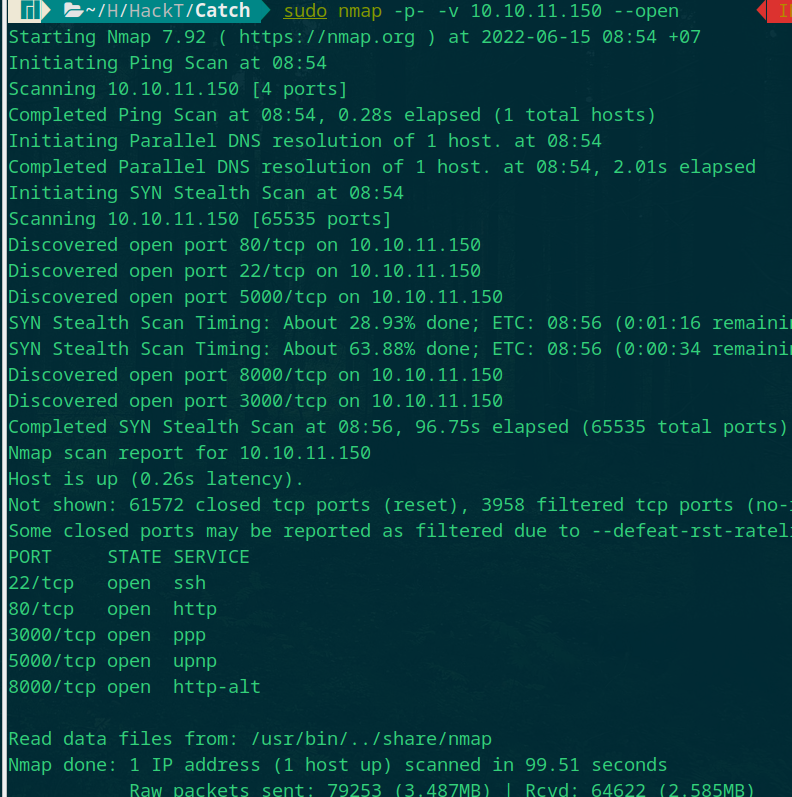 ~/H/HackT/Catch sudo nmap -p- -v 10.10.11.150 --open
Starting Nmap 7.92 ( https://nmap.org ) at 2022-06-15 08:54 +07
Initiating Ping Scan at 08:54
Scanning 10.10.11.150 [4 ports]
Completed Ping Scan at 08:54, 0.28s elapsed (1 total hosts)
Initiating Parallel DNS resolution of 1 host. at 08:54
Completed Parallel DNS resolution of 1 host. at 08:54, 2.01s elapsed
Initiating SYN Stealth Scan at 08:54
Scanning 10.10.11.150 [65535 ports]
Discovered open port 80/tcp on 10.10.11.150
Discovered open port 22/tcp on 10.10.11.150
Discovered open port 5000/tcp on 10.10.11.150
SYN Stealth Scan Timing: About 28.93% done; ETC: 08:56 (0:01:16 remaini
SYN Stealth Scan Timing: About 63.88% done; ETC: 08:56 (0:00:34 remaini
Discovered open port 8000/tcp on 10.10.11.150
Discovered open port 3000/tcp on 10.10.11.150
Completed SYN Stealth Scan at 08:56, 96.75s elapsed (65535 total ports)
Nmap scan report for 10.10.11.150
Host is up (0.26s latency).
Not shown: 61572 closed tcp ports (reset), 3958 filtered tcp ports (no-
Some closed ports may be reported as filtered due to --defeat-rst-rateli
PORT     STATE SERVICE
22/tcp   open  ssh
80/tcp   open  http
3000/tcp open  ppp
5000/tcp open  upnp
8000/tcp open  http-alt
Read data files from: /usr/bin/../share/nmap
Nmap done: 1 IP address (1 host up) scanned in 99.51 seconds
Raw packets sent: 79253 (3.487MB) | Rcvd: 64622 (2.585MB)